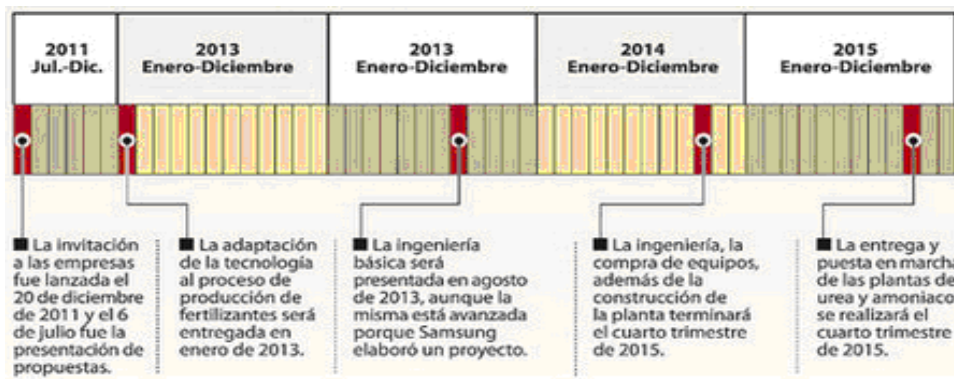 2011
Jul.-Dic.
2013
Enero-Diciembre
2013
Enero-Diciembre
2014
Enero-Diciembre
2015
Enero-Diciembre
La invitación
a las empresas
fue lanzada el
20 de diciembre
de 2011 y el 6
de julio fue la
presentación de
propuestas.
La adaptación
de la tecnología
al proceso de
producción de
fertilizantes será
entregada en
enero de 2013.
La ingeniería
básica será
presentada en agosto
de 2013, aunque la
misma está avanzada
porque Samsung
elaboró un proyecto.
La ingeniería, la
compra de equipos,
además de la
construcción de
la planta terminará
el cuarto trimestre
de 2015.
La entrega y
puesta en marcha
de las plantas de
urea y amoniaco
se realizará el
cuarto trimestre
de 2015.